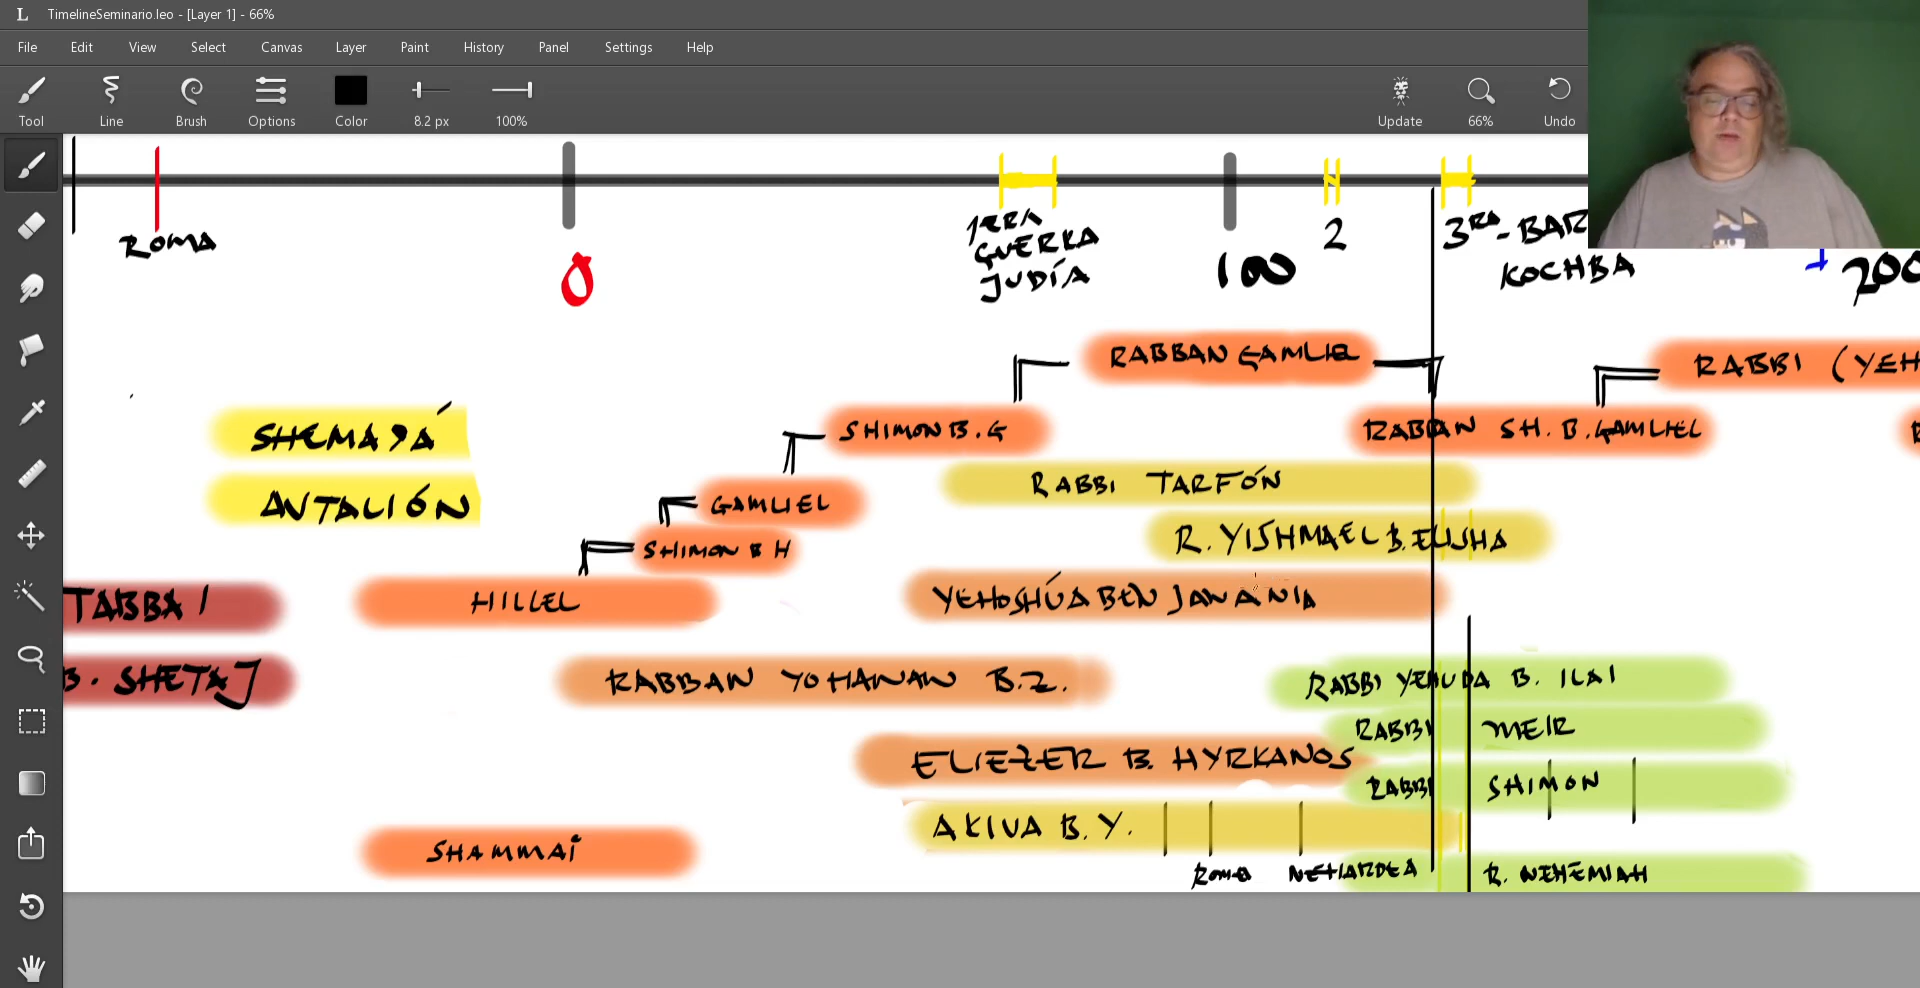 L TimelineSeminario.leo - [Layer 1] - 66%
File Edit View Select Canvas Layer Paint History Panel Settings Help
Tool Line Brush Options Color 8.2 px 100% Update 66% Undo
ROMA
0
1ERA
GUERRA
JUDÍA
100
2
3RA - BAR
KOCHBA
+ 200
RABBAN GAMLIEL
RABBI (YEH
SHEMAYÁ
SHIMON B. G
RABBAN SH. B. GAMLIEL
AVTALIÓN
GAMLIEL
RABBI TARFÓN
SHIMON B H
R. YISHMAEL B. ELISHA
TABBAI
HILLEL
YEHOSHÚA BEN JANANIA
B. SHETAJ
RABBAN YOHANAN B.Z.
RABBI YEHUDA B. ILAI
RABBI MEIR
ELIEZER B. HYRKANOS
RABBI SHIMON
AKIVA B. Y.
SHAMMAI
ROMA NEHARDEA
R. NEHEMIAH